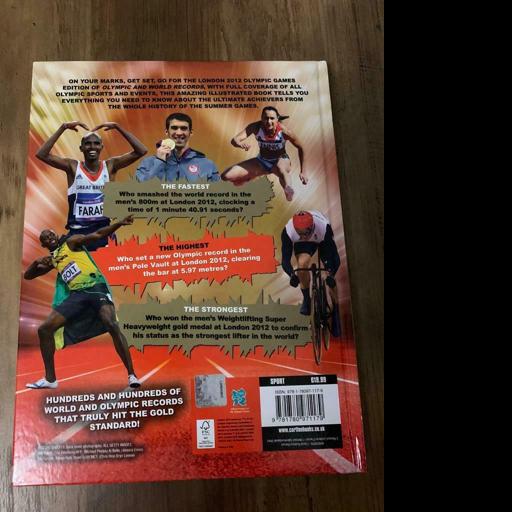 ON YOUR MARKS, GET SET, GO FOR THE LONDON 2012 OLYMPIC GAMES
EDITION OF OLYMPIC AND WORLD RECORDS, WITH FULL COVERAGE OF ALL
OLYMPIC SPORTS AND EVENTS, THIS AMAZING ILLUSTRATED BOOK TELLS YOU
EVERYTHING YOU NEED TO KNOW ABOUT THE ULTIMATE ACHIEVERS FROM
THE WHOLE HISTORY OF THE SUMMER GAMES.
GREAT BRITAIN
FARAH
THE FASTEST
Who smashed the world record in the
men's 800m at London 2012, clocking a
time of 1 minute 40.91 seconds?
BOLT
THE HIGHEST
Who set a new Olympic record in the
men's Pole Vault at London 2012, clearing
the bar at 5.97 metres?
THE STRONGEST
Who won the men's Weightlifting Super
Heavyweight gold medal at London 2012 to confirm
his status as the strongest lifter in the world?
HUNDREDS AND HUNDREDS OF
WORLD AND OLYMPIC RECORDS
THAT TRULY HIT THE GOLD
STANDARD!
FSC
SPORT £19.99
ISBN: 978-1-78097-117-9
9 781780 971179
www.carltonbooks.co.uk